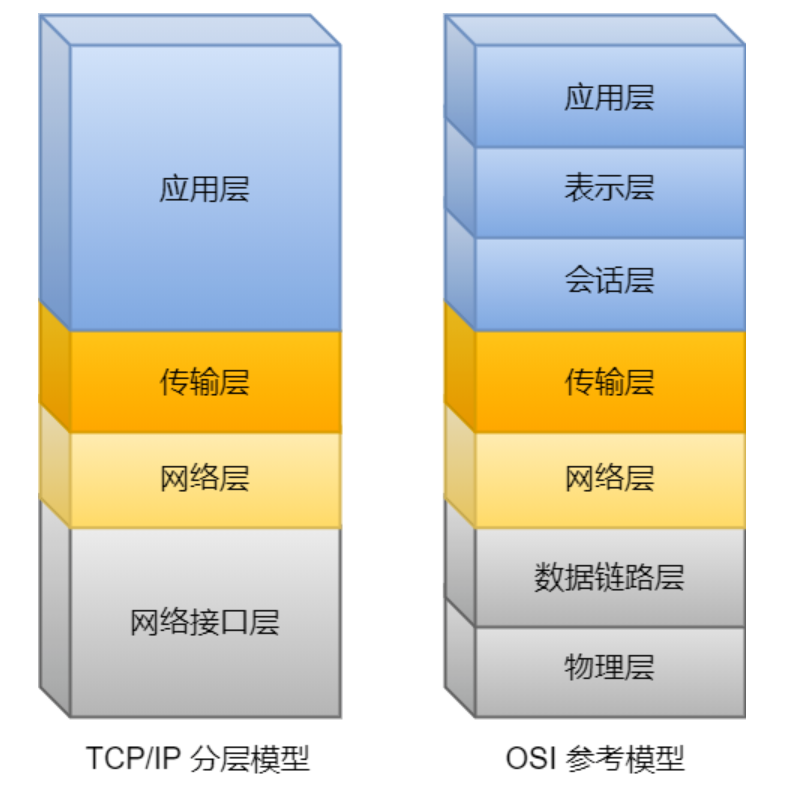 应用层
传输层
网络层
网络接口层
TCP/IP 分层模型
应用层
表示层
会话层
传输层
网络层
数据链路层
物理层
OSI 参考模型